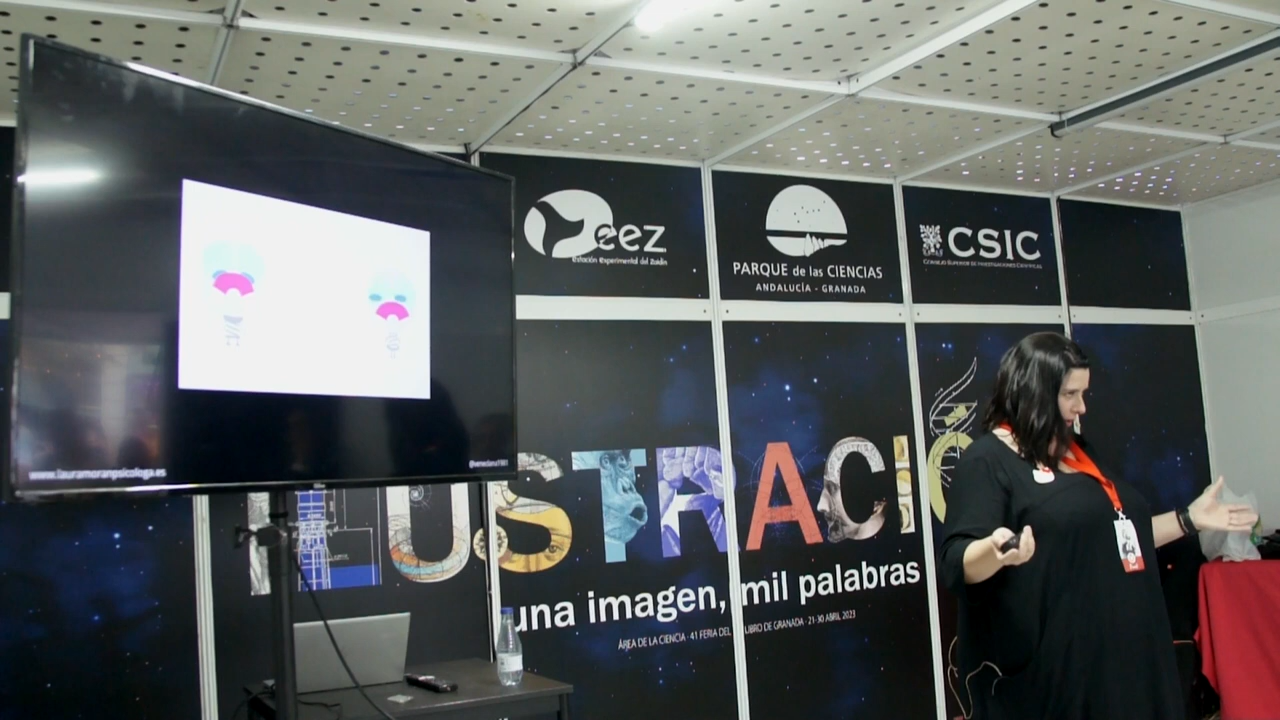 eez
Estación Experimental del Zaidín
PARQUE de las CIENCIAS
ANDALUCÍA - GRANADA
CSIC
CONSEJO SUPERIOR DE INVESTIGACIONES CIENTÍFICAS
www.lauramoranpsicologa.es
ILUSTRACIÓ
una imagen, mil palabras
ÁREA DE LA CIENCIA · 41 FERIA DEL LIBRO DE GRANADA · 21-30 ABRIL 2023